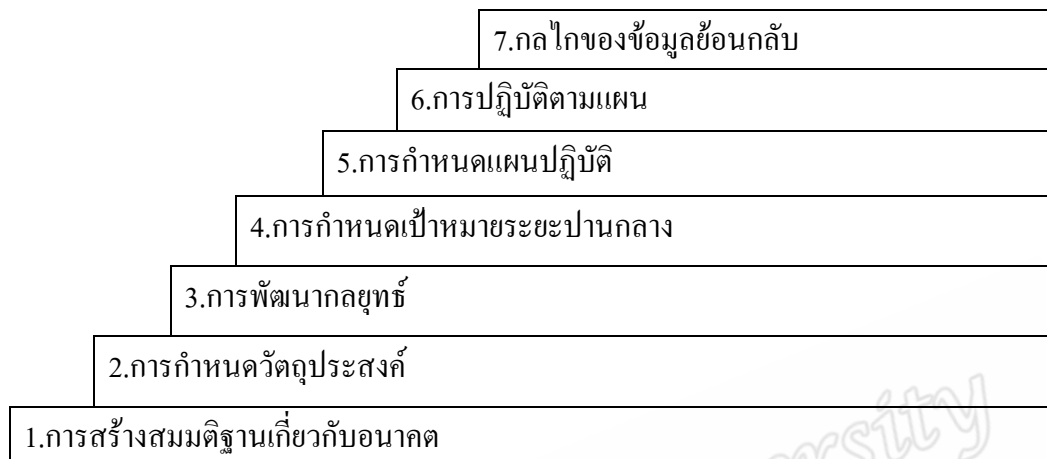 7.กลไกของข้อมูลย้อนกลับ
6.การปฏิบัติตามแผน
5.การกำหนดแผนปฏิบัติ
4.การกำหนดเป้าหมายระยะปานกลาง
3.การพัฒนากลยุทธ์
2.การกำหนดวัตถุประสงค์
1.การสร้างสมมติฐานเกี่ยวกับอนาคต